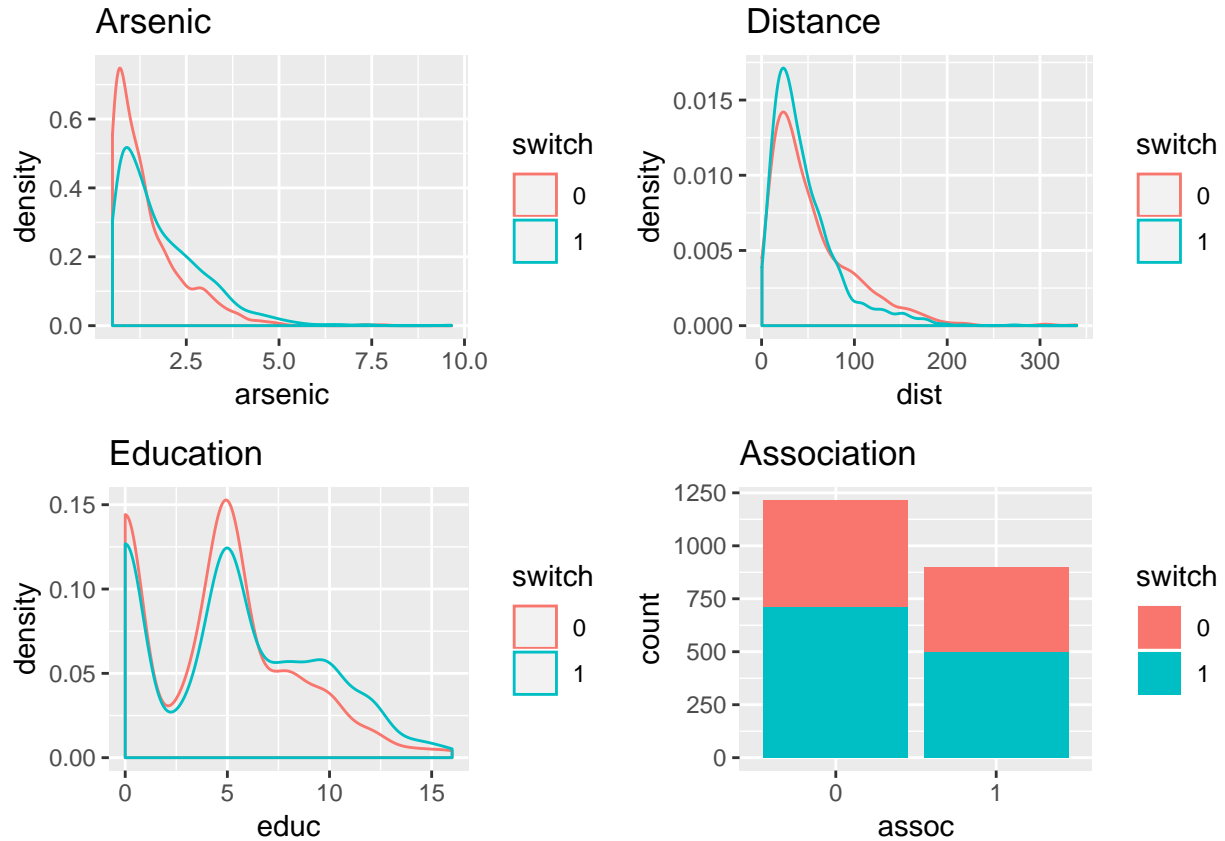 Arsenic
density
0.6
0.4
0.2
0.0
2.5
5.0
7.5
10.0
arsenic
switch
0
1
Distance
density
0.015
0.010
0.005
0.000
0
100
200
300
dist
switch
0
1
Education
density
0.15
0.10
0.05
0.00
0
5
10
15
educ
switch
0
1
Association
count
1250
1000
750
500
250
0
0
1
assoc
switch
0
1